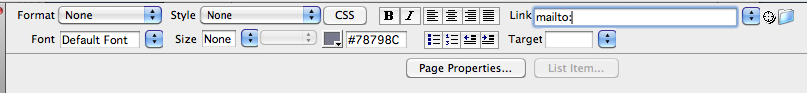 Format None Style None CSS B I Link mailto:
Font Default Font Size None #78798C Target
Page Properties... List Item...